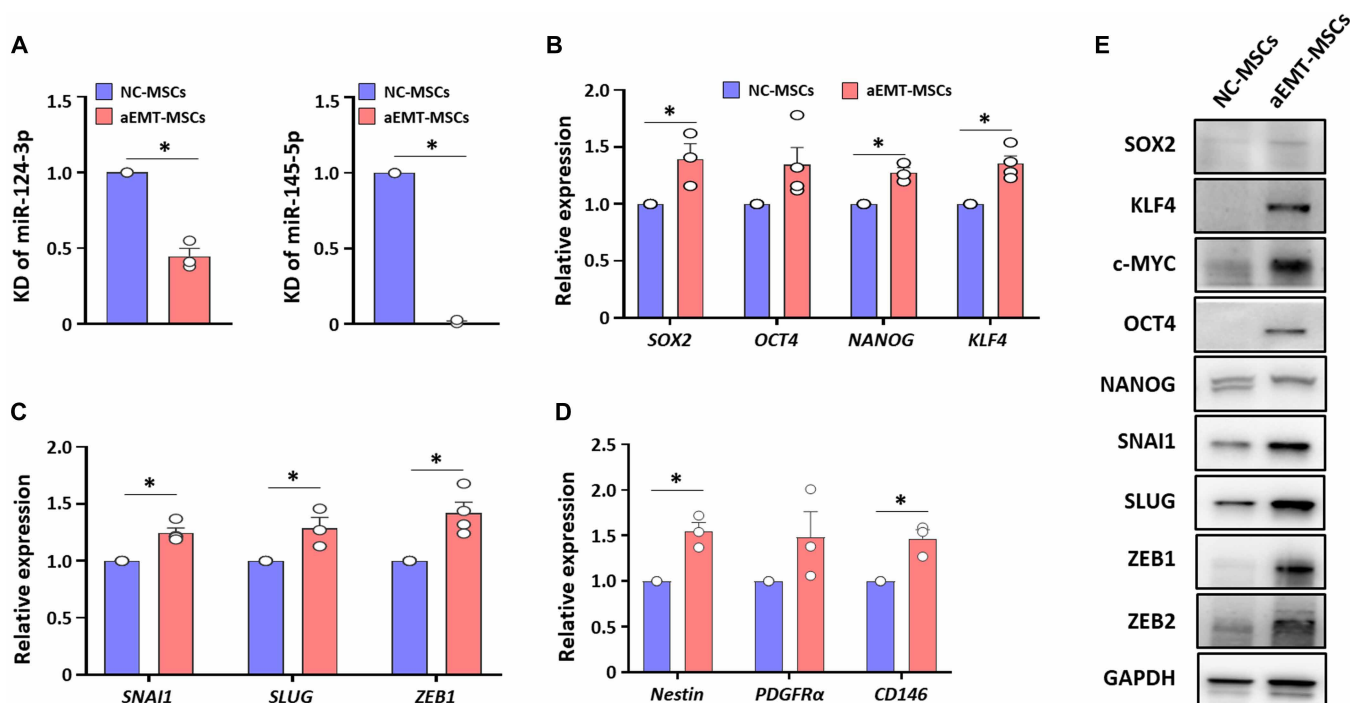 A
NC-MSCs
aEMT-MSCs
KD of miR-124-3p
1.5
1.0
0.5
0
*
NC-MSCs
aEMT-MSCs
KD of miR-145-5p
1.5
1.0
0.5
0
*
B
NC-MSCs
aEMT-MSCs
Relative expression
2.0
1.5
1.0
0.5
0
*
*
*
SOX2 OCT4 NANOG KLF4
C
Relative expression
2.0
1.5
1.0
0.5
0
*
*
*
SNAI1 SLUG ZEB1
D
Relative expression
2.5
2.0
1.5
1.0
0.5
0
*
*
Nestin PDGFRα CD146
E
NC-MSCs
aEMT-MSCs
SOX2
KLF4
c-MYC
OCT4
NANOG
SNAI1
SLUG
ZEB1
ZEB2
GAPDH